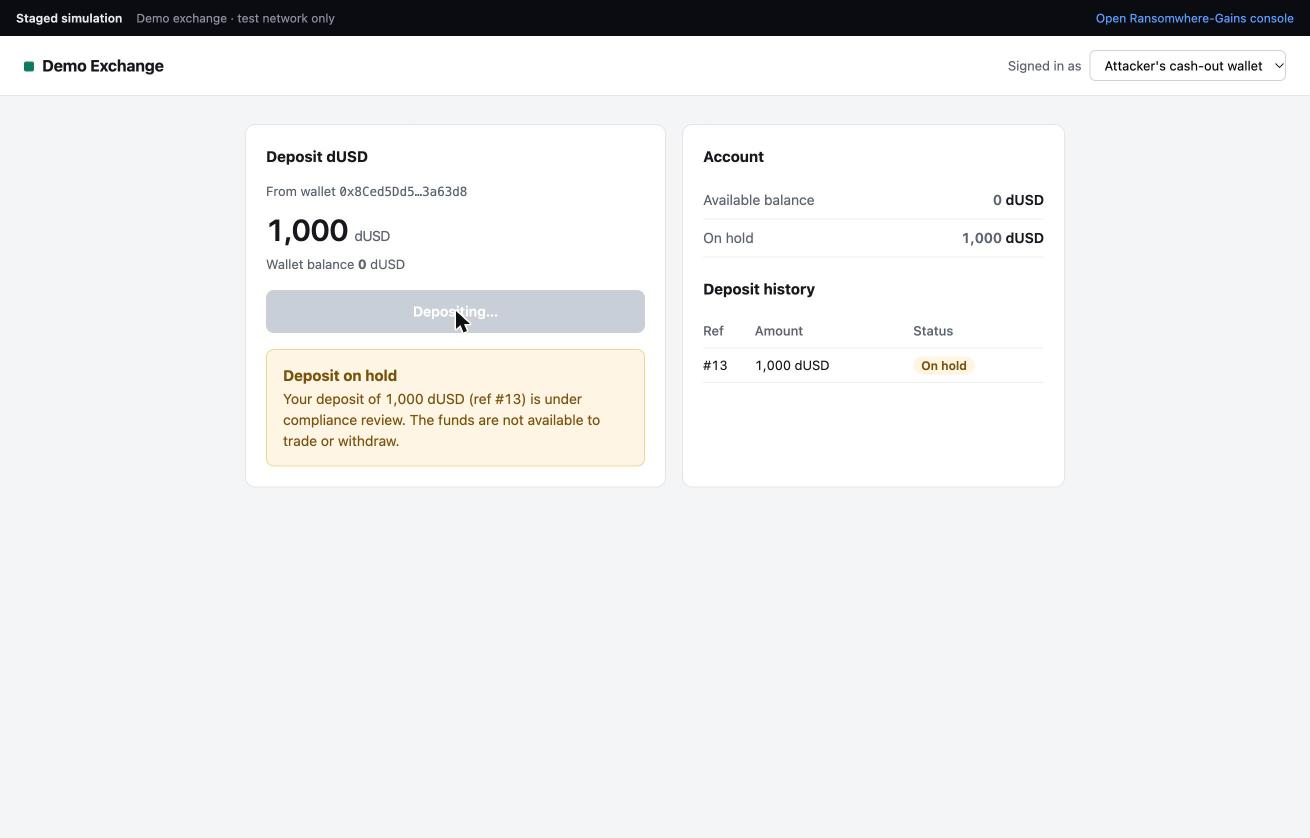 Staged simulation Demo exchange · test network only Open Ransomwhere-Gains console
Demo Exchange Signed in as Attacker's cash-out wallet
Deposit dUSD
From wallet 0x8Ced5Dd5…3a63d8
1,000 dUSD
Wallet balance 0 dUSD
Depositing...
Deposit on hold
Your deposit of 1,000 dUSD (ref #13) is under
compliance review. The funds are not available to
trade or withdraw.
Account
Available balance 0 dUSD
On hold 1,000 dUSD
Deposit history
Ref Amount Status
#13 1,000 dUSD On hold